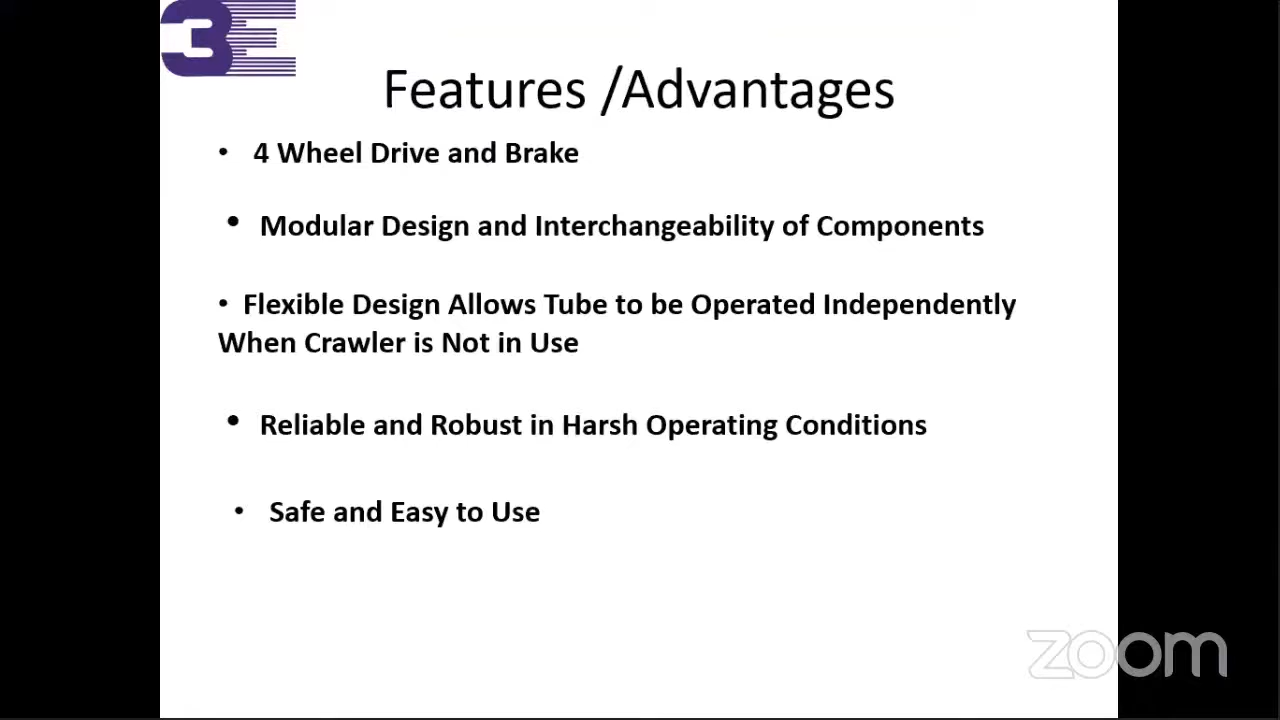 3E
Features /Advantages
• 4 Wheel Drive and Brake
• Modular Design and Interchangeability of Components
• Flexible Design Allows Tube to be Operated Independently
When Crawler is Not in Use
• Reliable and Robust in Harsh Operating Conditions
• Safe and Easy to Use
zoom